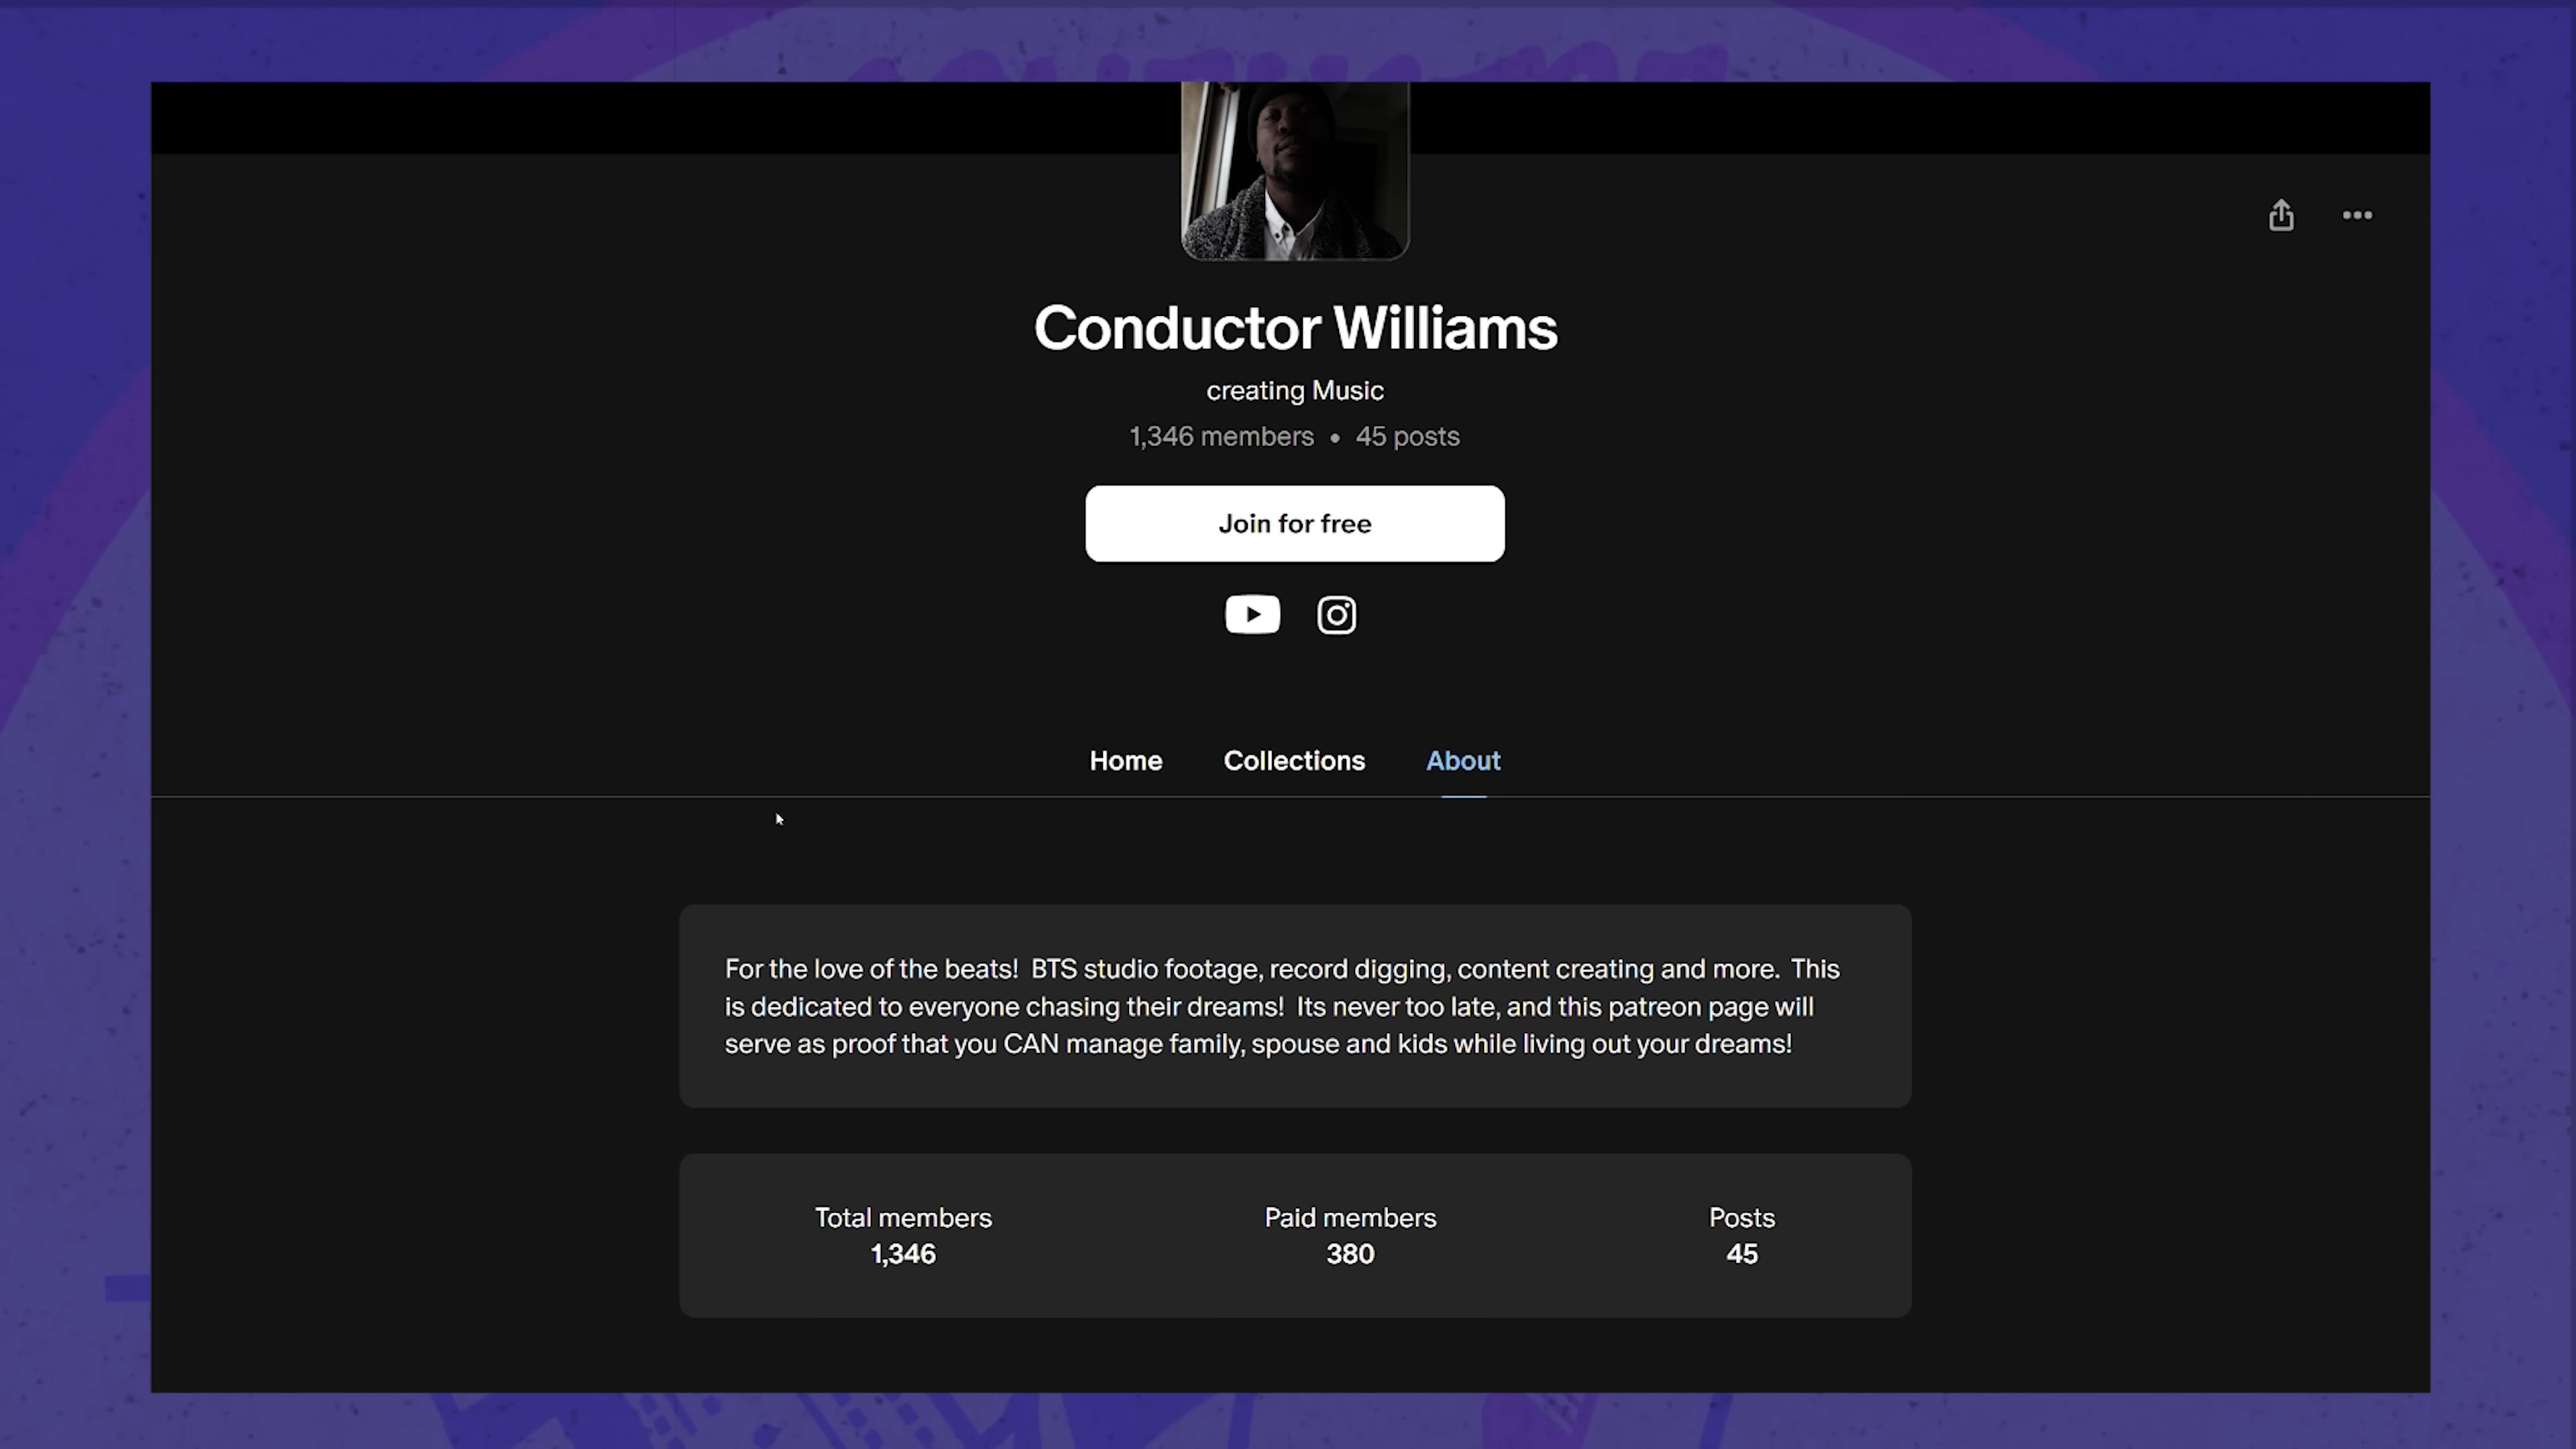 Conductor Williams
creating Music
1,346 members • 45 posts
Join for free
Home Collections About
For the love of the beats! BTS studio footage, record digging, content creating and more. This
is dedicated to everyone chasing their dreams! Its never too late, and this patreon page will
serve as proof that you CAN manage family, spouse and kids while living out your dreams!
Total members Paid members Posts
1,346 380 45